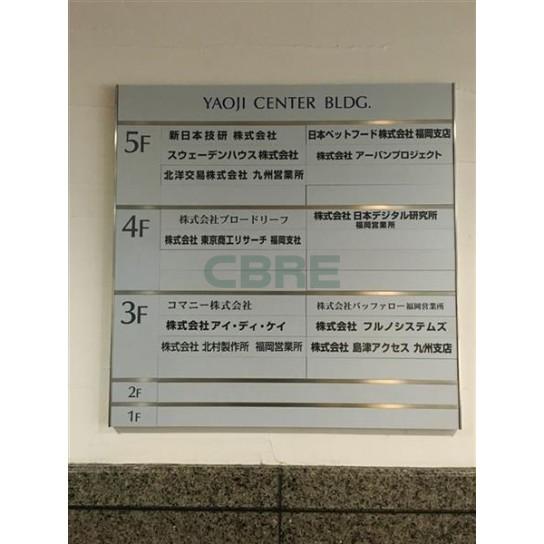 YAOJI CENTER BLDG.
5F
新日本技研 株式会社
日本ペットフード株式会社 福岡支店
スウェーデンハウス株式会社
株式会社 アーバンプロジェクト
北洋交易株式会社 九州営業所
4F
株式会社ブロードリーフ
株式会社 日本デジタル研究所
福岡営業所
株式会社 東京商工リサーチ 福岡支社
CBRE
3F
コマニー株式会社
株式会社バッファロー福岡営業所
株式会社アイ・ディ・ケイ
株式会社 フルノシステムズ
株式会社 北村製作所 福岡営業所
株式会社 島津アクセス 九州支店
2F
1F